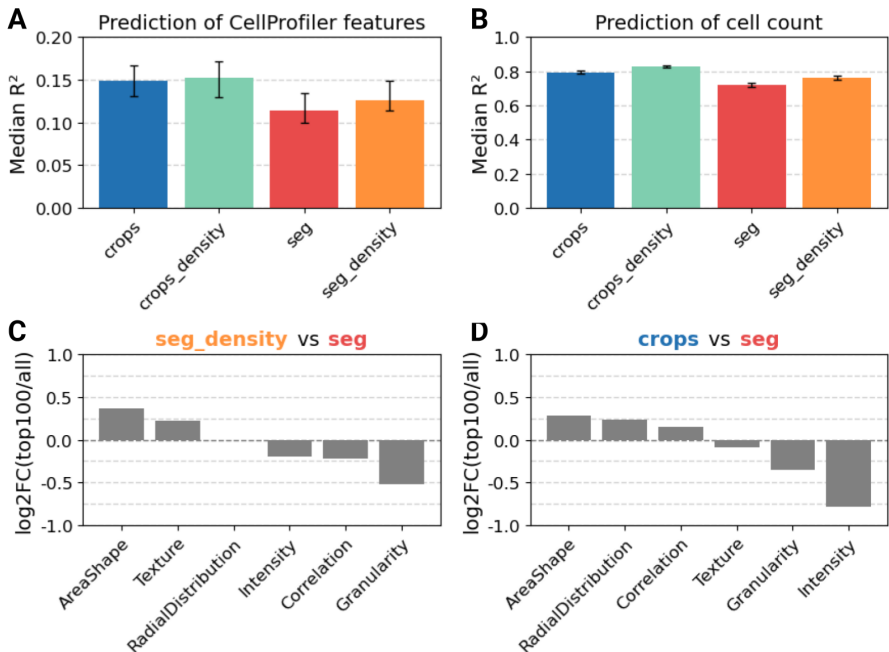 A
Prediction of CellProfiler features
Median R²
0.20
0.15
0.10
0.05
0.00
crops
crops_density
seg
seg_density
B
Prediction of cell count
Median R²
1.0
0.8
0.6
0.4
0.2
0.0
crops
crops_density
seg
seg_density
C
seg_density vs seg
log2FC(top100/all)
1.0
0.5
0.0
-0.5
-1.0
AreaShape
Texture
RadialDistribution
Intensity
Correlation
Granularity
D
crops vs seg
log2FC(top100/all)
1.0
0.5
0.0
-0.5
-1.0
AreaShape
RadialDistribution
Correlation
Texture
Granularity
Intensity